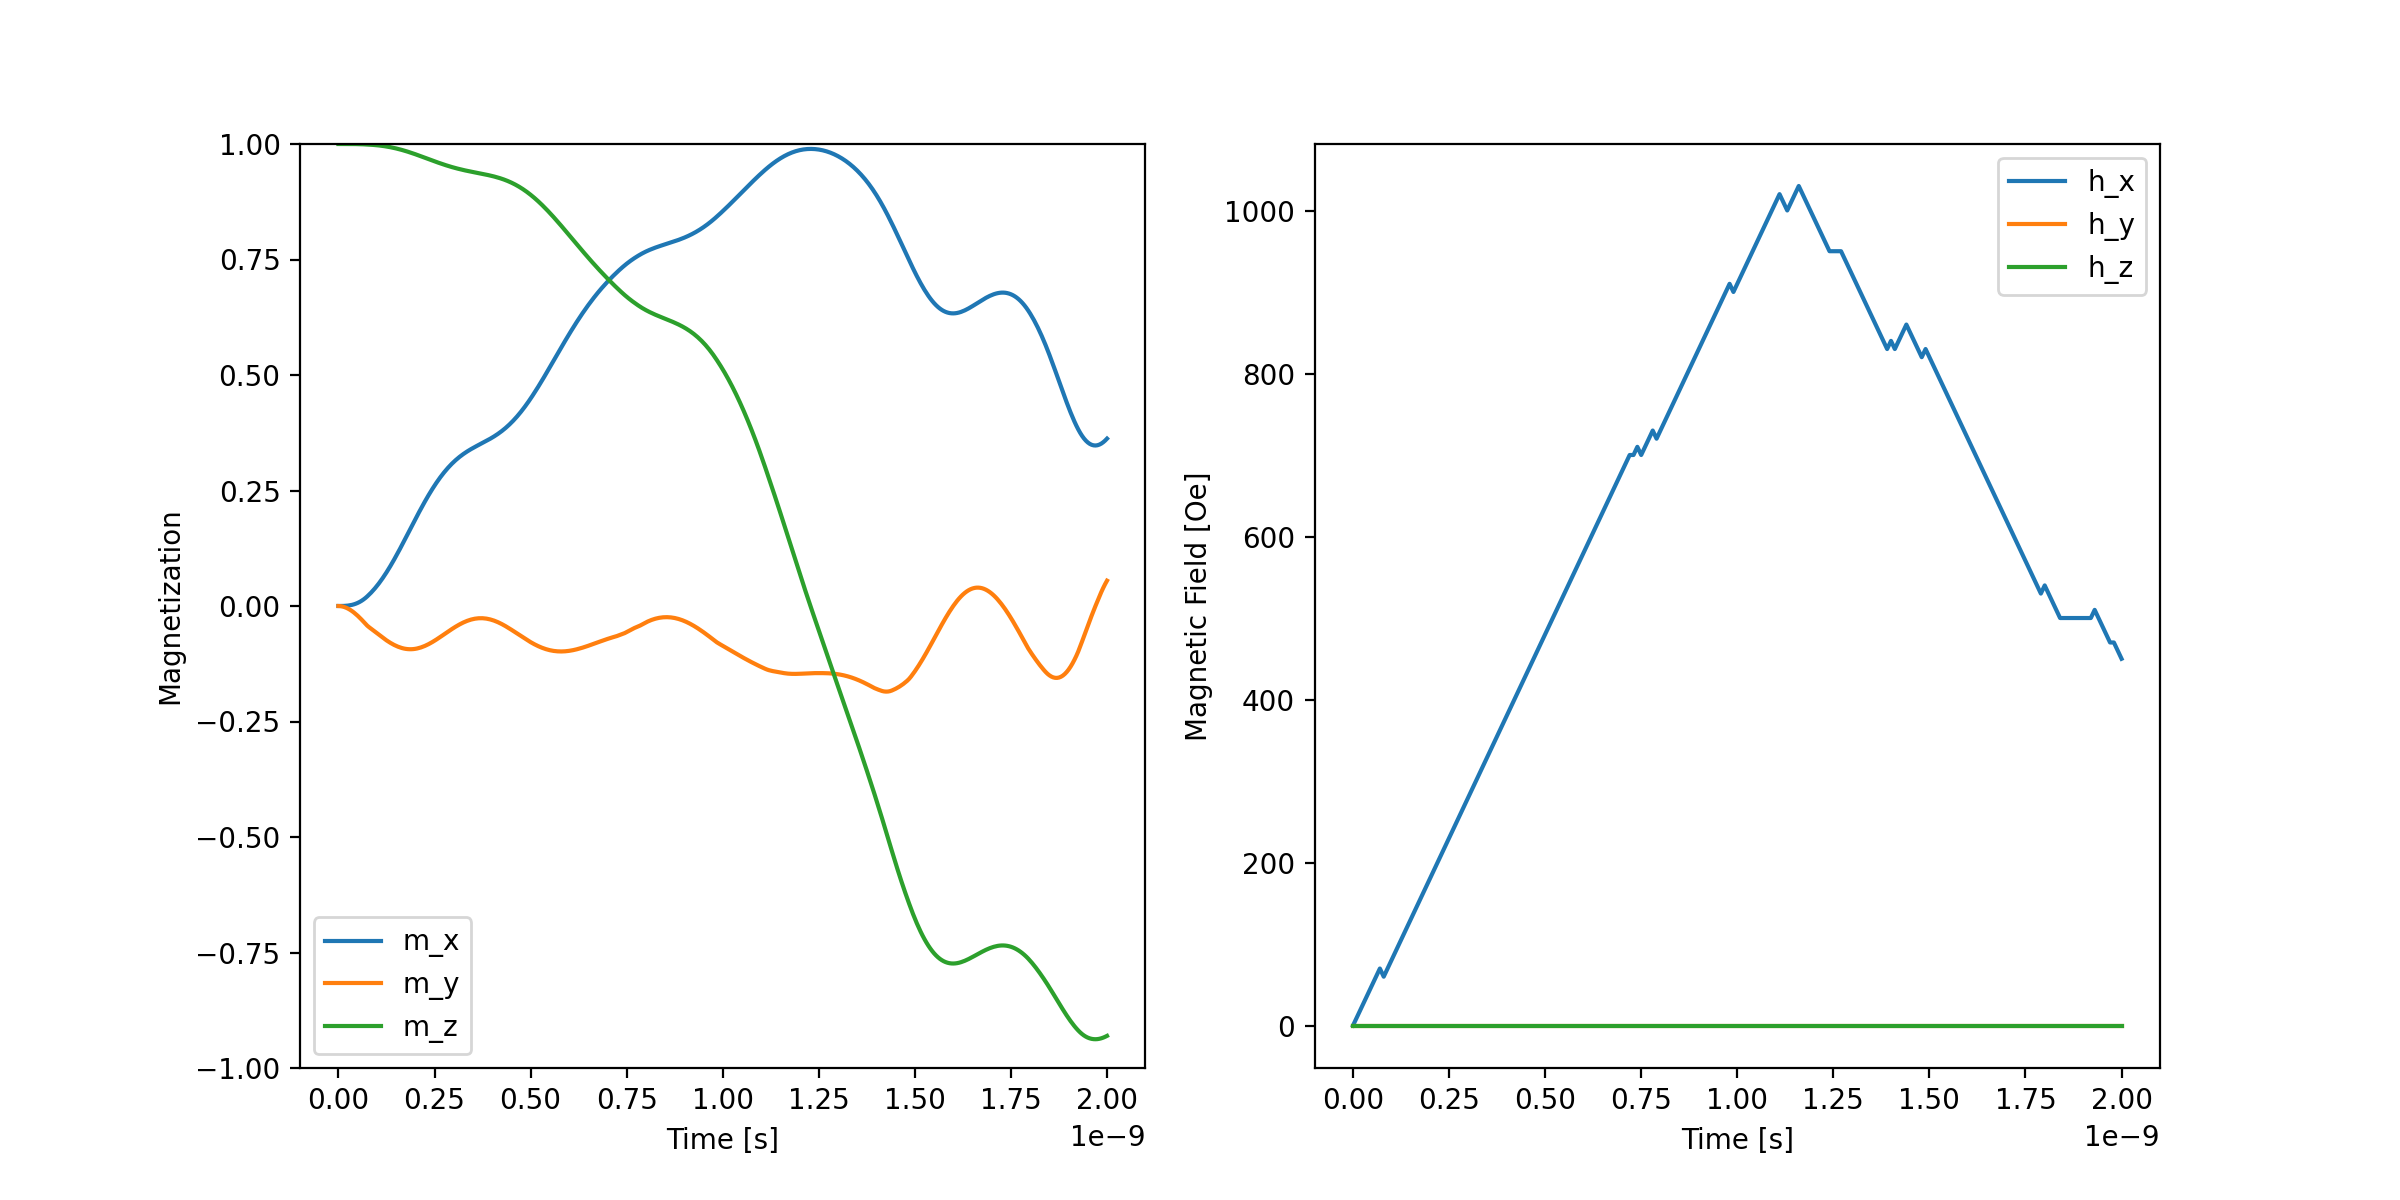 Magnetization
1.00
0.75
0.50
0.25
0.00
−0.25
−0.50
−0.75
−1.00
m_x
m_y
m_z
0.00 0.25 0.50 0.75 1.00 1.25 1.50 1.75 2.00
Time [s]
1e−9
Magnetic Field [Oe]
1000
800
600
400
200
0
h_x
h_y
h_z
0.00 0.25 0.50 0.75 1.00 1.25 1.50 1.75 2.00
Time [s]
1e−9